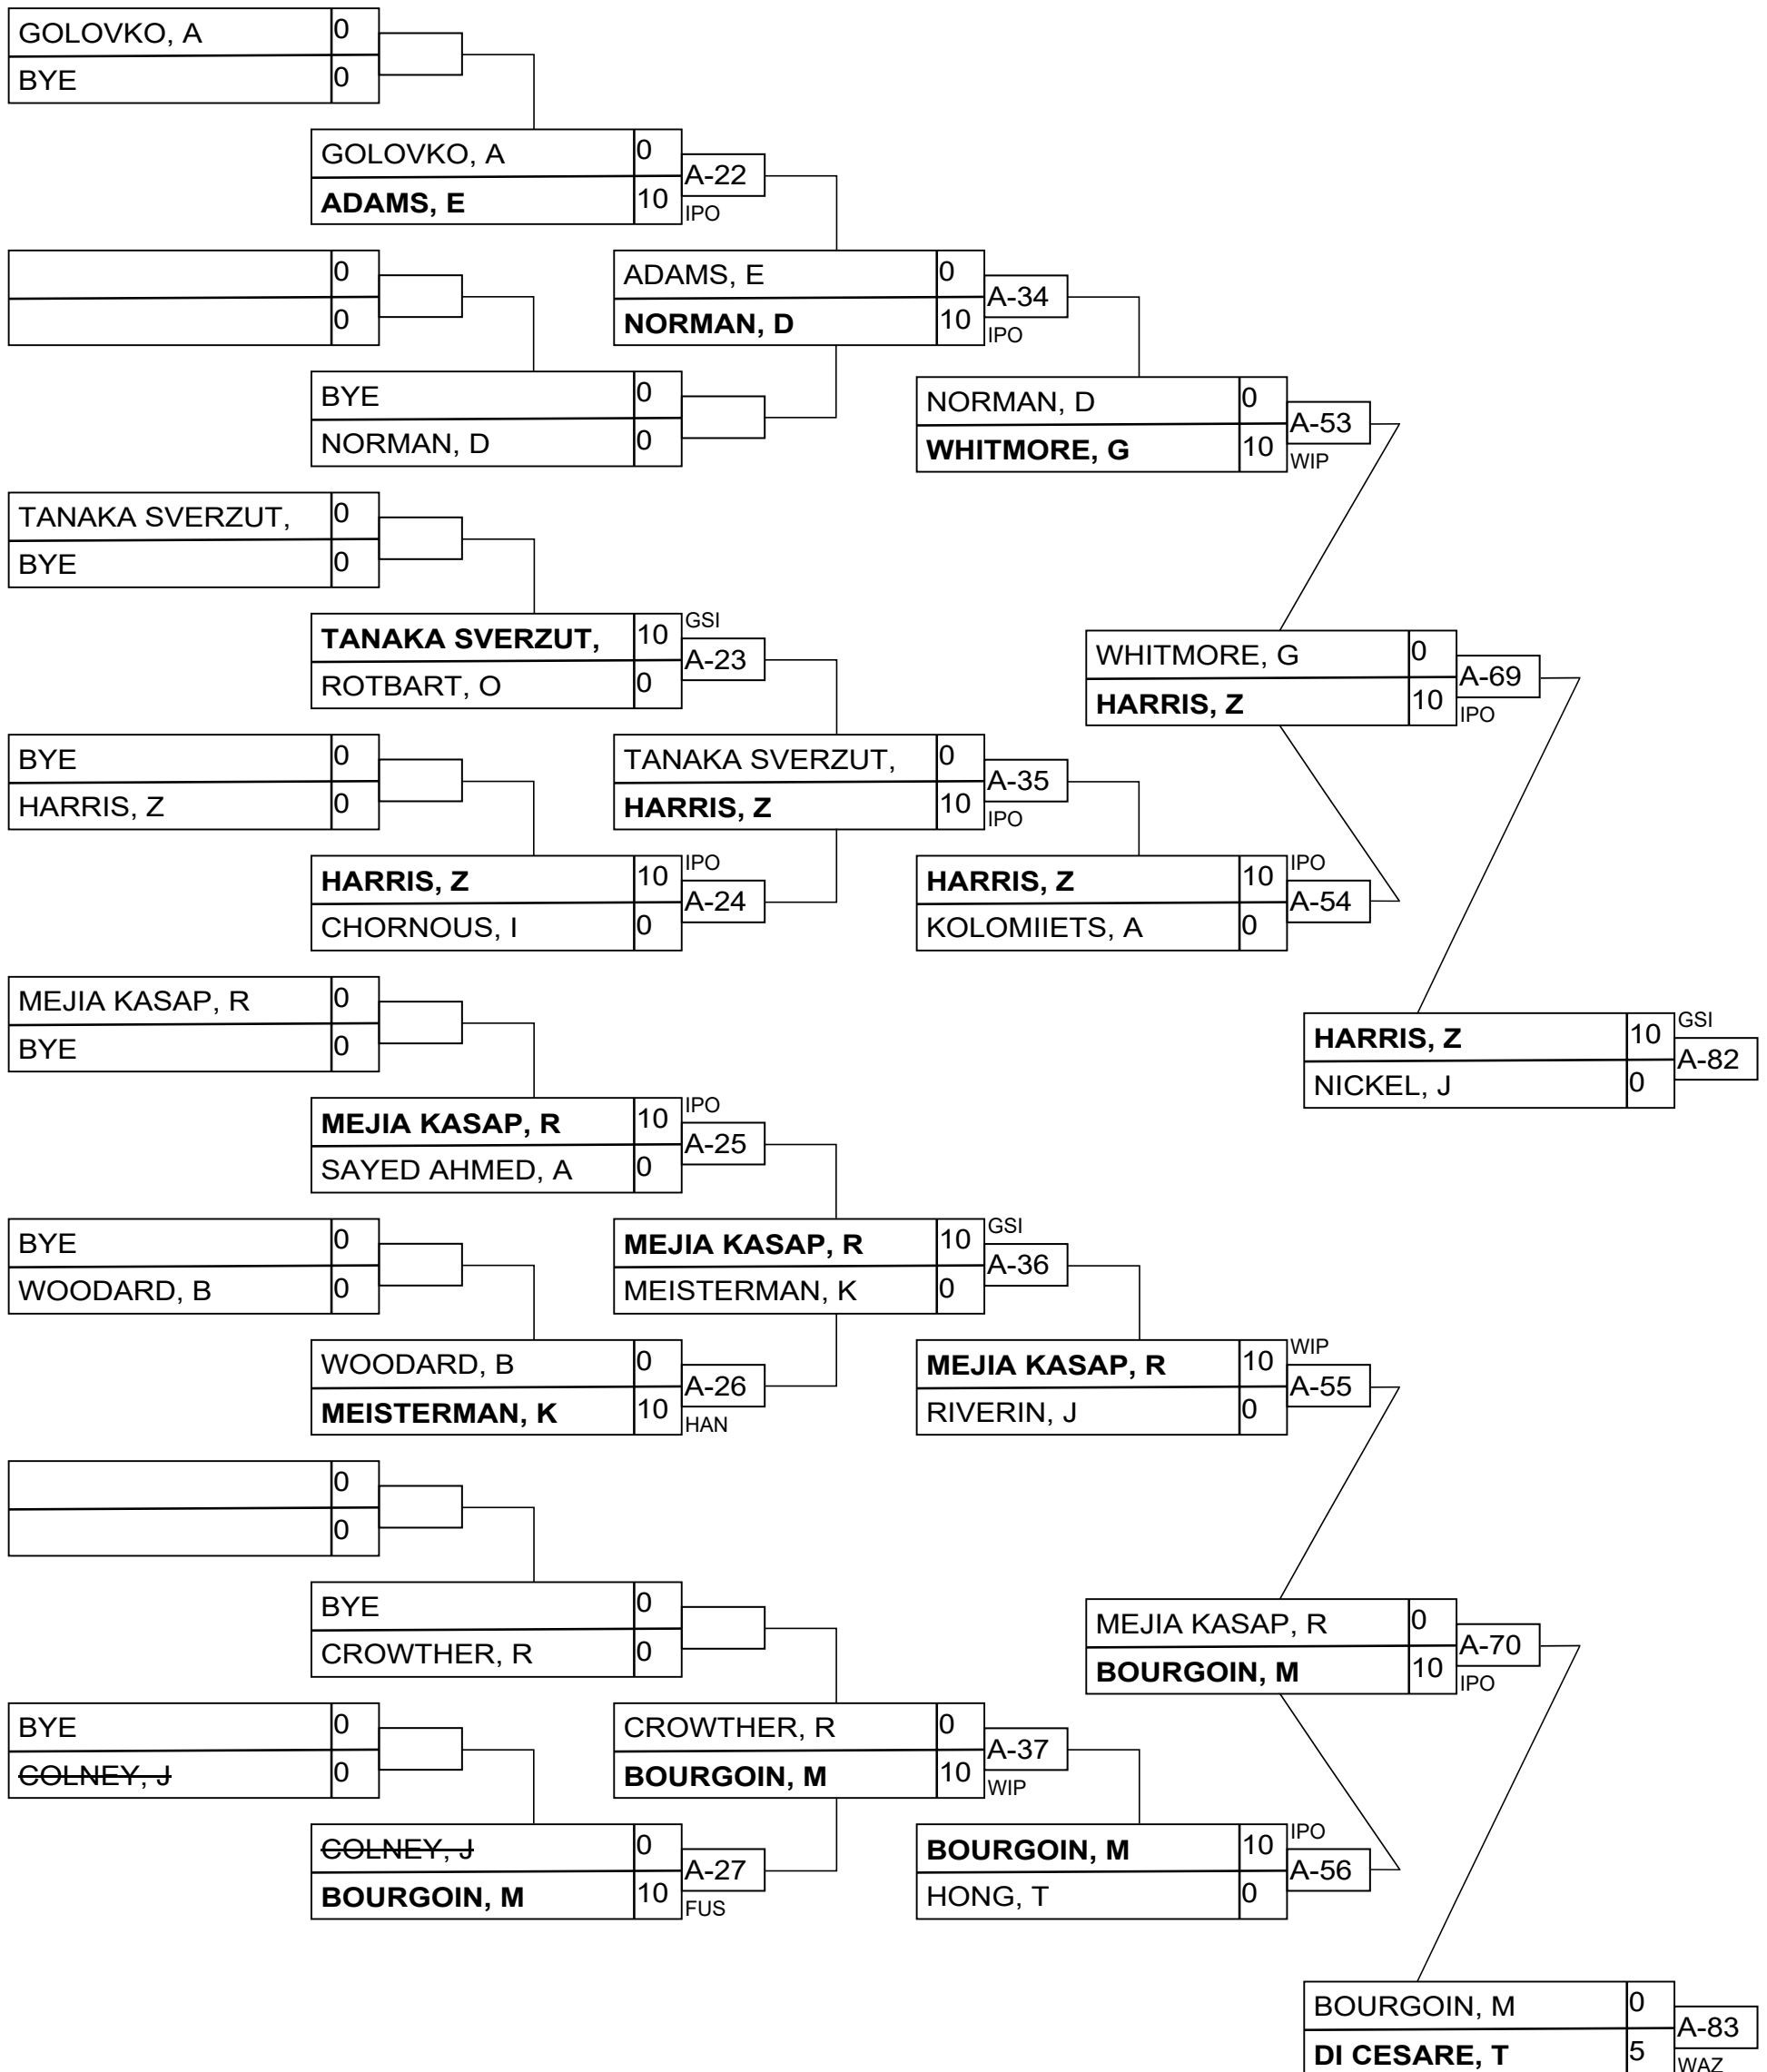 GOLOVKO, A 0
BYE 0
GOLOVKO, A 0
A-22
ADAMS, E 10
IPO
0
0
ADAMS, E 0
A-34
NORMAN, D 10
IPO
BYE 0
NORMAN, D 0
NORMAN, D 0
A-53
WHITMORE, G 10
WIP
TANAKA SVERZUT, 0
BYE 0
TANAKA SVERZUT, 10
GSI
A-23
ROTBART, O 0
WHITMORE, G 0
A-69
HARRIS, Z 10
IPO
BYE 0
HARRIS, Z 0
TANAKA SVERZUT, 0
A-35
HARRIS, Z 10
IPO
HARRIS, Z 10
IPO
A-24
CHORNOUS, I 0
HARRIS, Z 10
IPO
A-54
KOLOMIIETS, A 0
MEJIA KASAP, R 0
BYE 0
HARRIS, Z 10
GSI
A-82
NICKEL, J 0
MEJIA KASAP, R 10
IPO
A-25
SAYED AHMED, A 0
BYE 0
WOODARD, B 0
MEJIA KASAP, R 10
GSI
A-36
MEISTERMAN, K 0
WOODARD, B 0
A-26
MEISTERMAN, K 10
HAN
MEJIA KASAP, R 10
WIP
A-55
RIVERIN, J 0
0
0
BYE 0
CROWTHER, R 0
MEJIA KASAP, R 0
A-70
BOURGOIN, M 10
IPO
BYE 0
COLNEY, J 0
CROWTHER, R 0
A-37
BOURGOIN, M 10
WIP
COLNEY, J 0
A-27
BOURGOIN, M 10
FUS
BOURGOIN, M 10
IPO
A-56
HONG, T 0
BOURGOIN, M 0
A-83
DI CESARE, T 5
WAZ